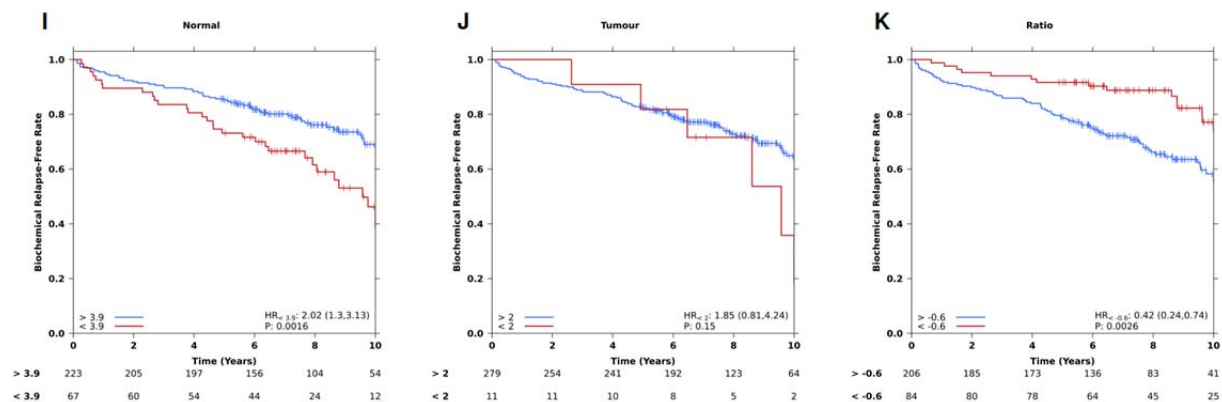 I
Normal
Biochemical Relapse-Free Rate
1.0
0.8
0.6
0.4
0.2
0.0
> 3.9
< 3.9
HR< 3.9: 2.02 (1.3,3.13)
P: 0.0016
0 2 4 6 8 10
Time (Years)
> 3.9 223 205 197 156 104 54
< 3.9 67 60 54 44 24 12
J
Tumour
Biochemical Relapse-Free Rate
1.0
0.8
0.6
0.4
0.2
0.0
> 2
< 2
HR< 2: 1.85 (0.81,4.24)
P: 0.15
0 2 4 6 8 10
Time (Years)
> 2 279 254 241 192 123 64
< 2 11 11 10 8 5 2
K
Ratio
Biochemical Relapse-Free Rate
1.0
0.8
0.6
0.4
0.2
0.0
> -0.6
< -0.6
HR< -0.6: 0.42 (0.24,0.74)
P: 0.0026
0 2 4 6 8 10
Time (Years)
> -0.6 206 185 173 136 83 41
< -0.6 84 80 78 64 45 25